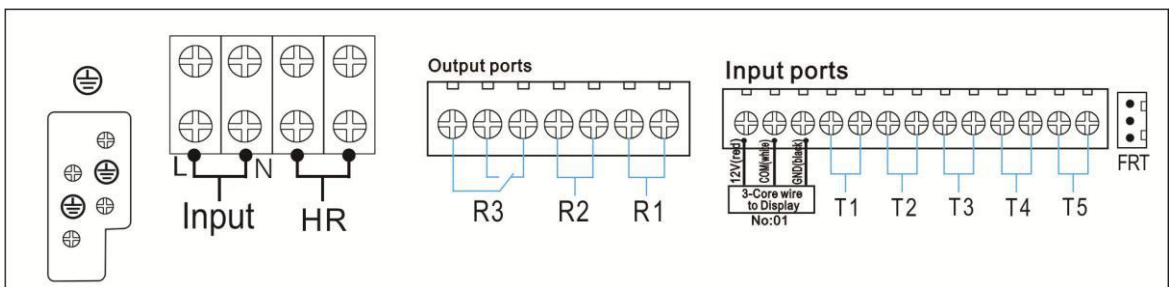 Output ports
Input ports
12V(red)
COM(white)
GND(black)
FRT
L N
3-Core wire
to Display
No:01
Input HR R3 R2 R1 T1 T2 T3 T4 T5